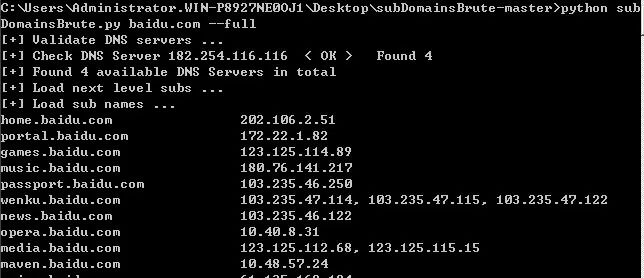 C:\Users\Administrator.WIN-P8927NE0OJ1\Desktop\subDomainsBrute-master>python sub
DomainsBrute.py baidu.com --full
[+] Validate DNS servers ...
[+] Check DNS Server 182.254.116.116 < OK > Found 4
[+] Found 4 available DNS Servers in total
[+] Load next level subs ...
[+] Load sub names ...
home.baidu.com 202.106.2.51
portal.baidu.com 172.22.1.82
games.baidu.com 123.125.114.89
music.baidu.com 180.76.141.217
passport.baidu.com 103.235.46.250
wenku.baidu.com 103.235.47.114, 103.235.47.115, 103.235.47.122
news.baidu.com 103.235.46.122
opera.baidu.com 10.40.8.31
media.baidu.com 123.125.112.68, 123.125.115.15
maven.baidu.com 10.48.57.24